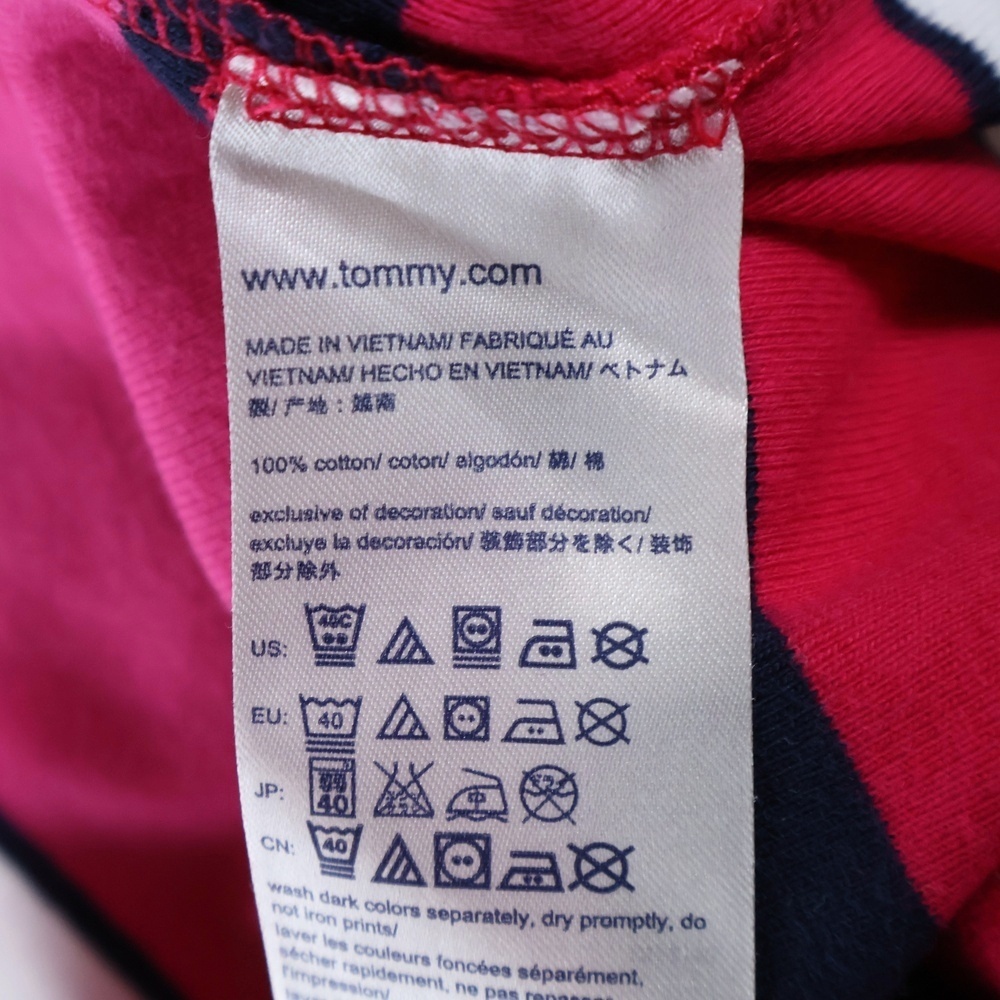 www.tommy.com
MADE IN VIETNAM/ FABRIQUÉ AU
VIETNAM/ HECHO EN VIETNAM/ ベトナム
製/ 产地：越南
100% cotton/ coton/ algodón/ 綿/ 棉
exclusive of decoration/ sauf décoration/
excluye la decoración/ 装飾部分を除く/ 装饰
部分除外
US: 40C
EU: 40
JP: 40 中
CN: 40
wash dark colors separately, dry promptly, do
not iron prints/
laver les couleurs foncées séparément,
sécher rapidement, ne pas repasser
l'impression/